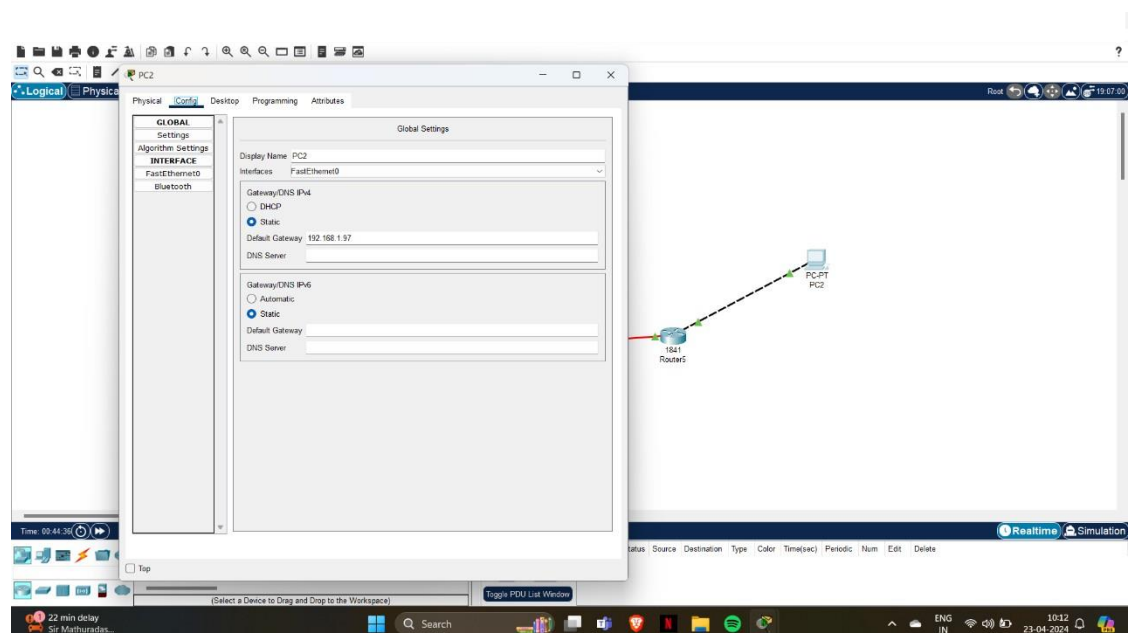 ?
PC2
Logical
Physica
Root
19:07:00
Physical Config Desktop Programming Attributes
GLOBAL
Settings
Algorithm Settings
INTERFACE
FastEthernet0
Bluetooth
Global Settings
Display Name PC2
Interfaces FastEthernet0
Gateway/DNS IPv4
DHCP
Static
Default Gateway 192.168.1.97
DNS Server
Gateway/DNS IPv6
Automatic
Static
Default Gateway
DNS Server
PC-PT
PC2
1841
Router5
Time: 00:44:36
Realtime
Simulation
tatus Source Destination Type Color Time(sec) Periodic Num Edit Delete
Top
(Select a Device to Drag and Drop to the Workspace)
Toggle PDU List Window
22 min delay
Sir Mathuradas...
Search
ENG
IN
10:12
23-04-2024